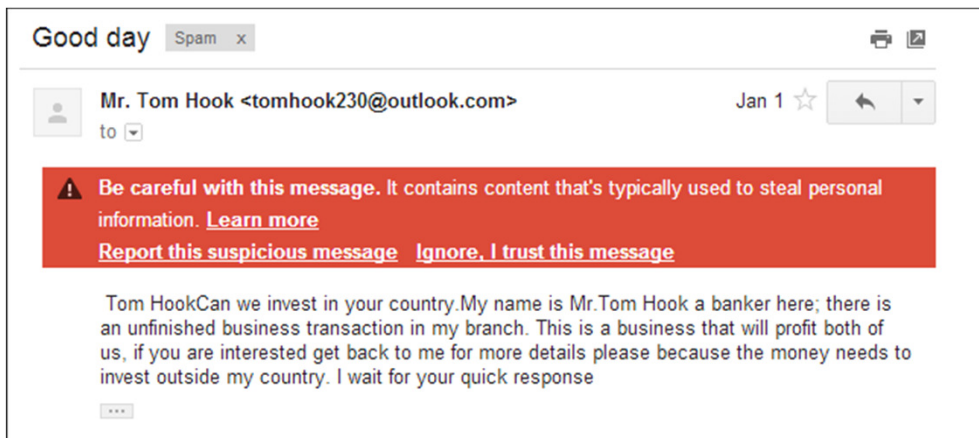 Good day Spam x
Mr. Tom Hook <tomhook230@outlook.com> Jan 1
to
Be careful with this message. It contains content that's typically used to steal personal
information. Learn more
Report this suspicious message Ignore, I trust this message
Tom HookCan we invest in your country.My name is Mr.Tom Hook a banker here; there is
an unfinished business transaction in my branch. This is a business that will profit both of
us, if you are interested get back to me for more details please because the money needs to
invest outside my country. I wait for your quick response